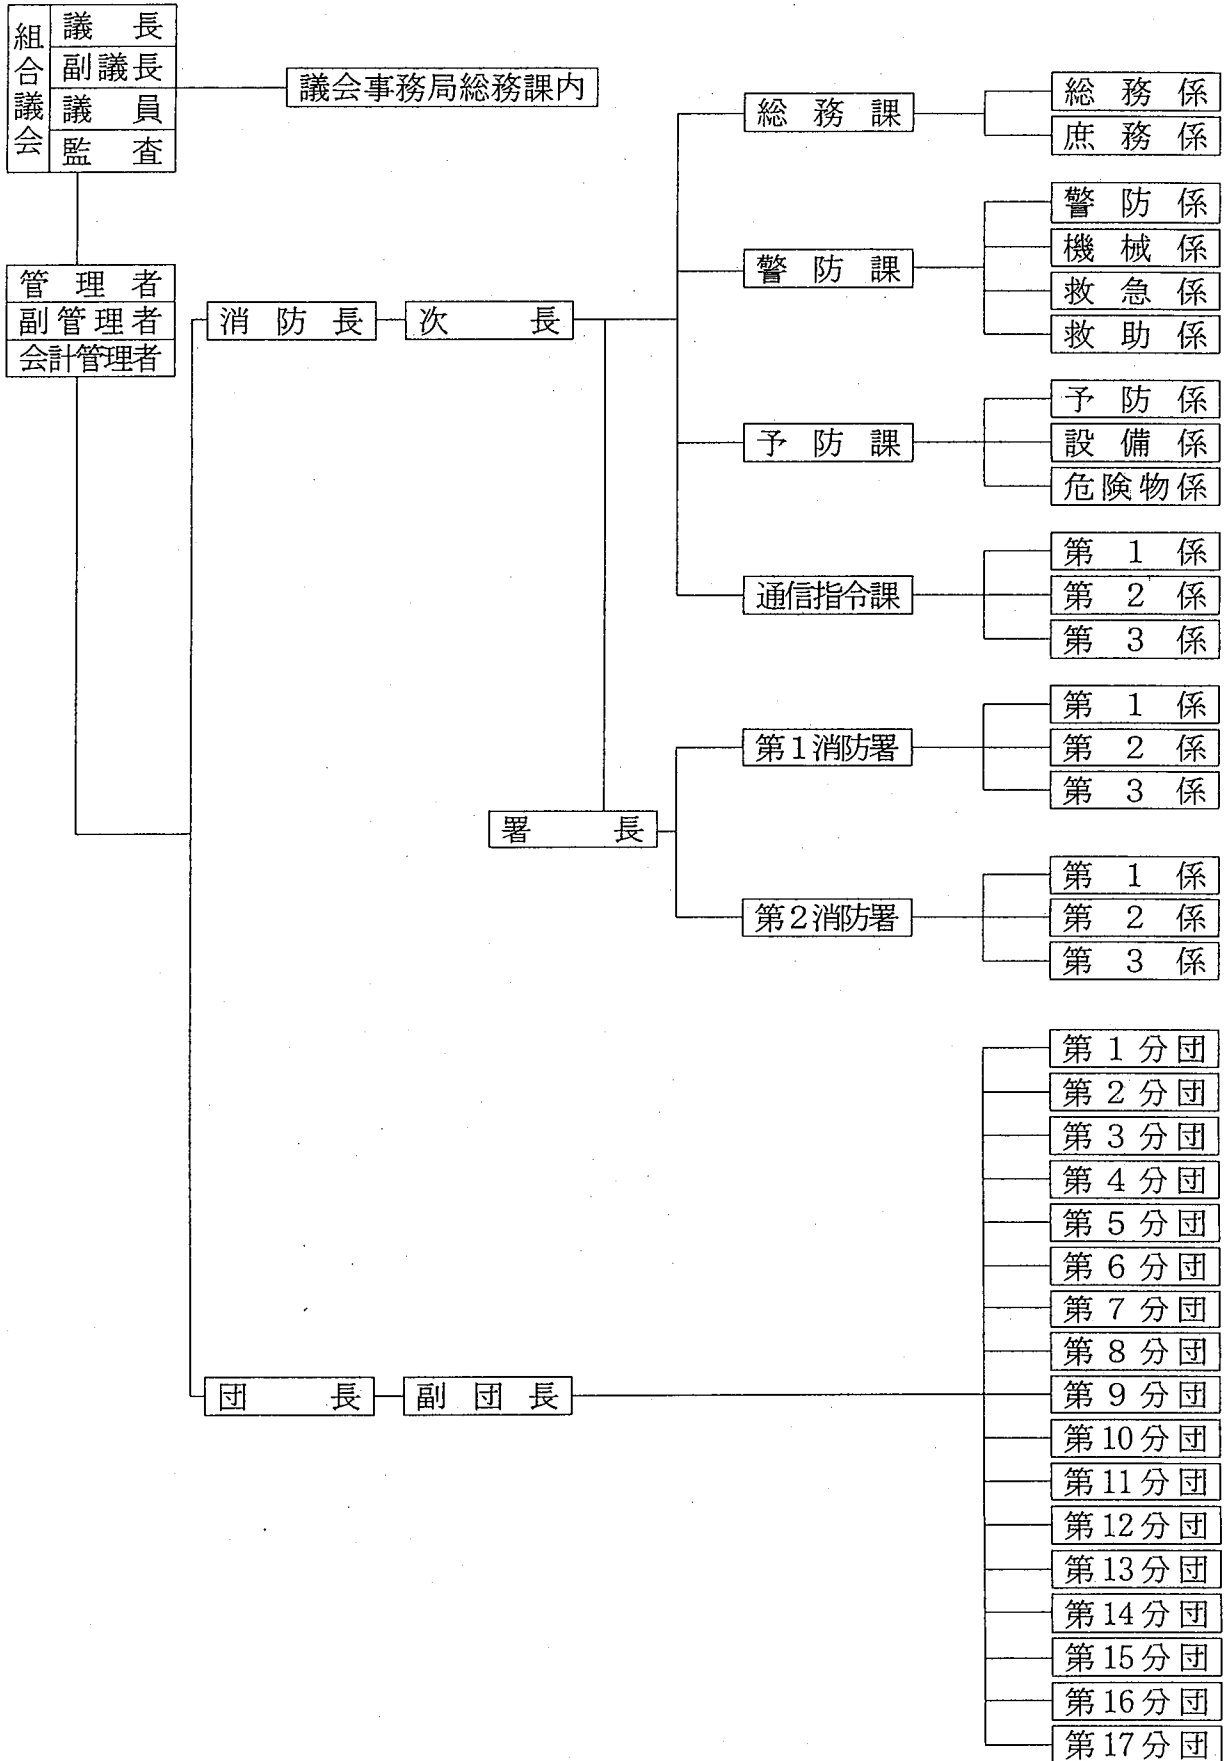 組合議会
議長
副議長
議員
監査
議会事務局総務課内
管理者
副管理者
会計管理者
消防長
次長
総務課
総務係
庶務係
警防課
警防係
機械係
救急係
救助係
予防課
予防係
設備係
危険物係
通信指令課
第1係
第2係
第3係
署長
第1消防署
第1係
第2係
第3係
第2消防署
第1係
第2係
第3係
団長
副団長
第1分団
第2分団
第3分団
第4分団
第5分団
第6分団
第7分団
第8分団
第9分団
第10分団
第11分団
第12分団
第13分団
第14分団
第15分団
第16分団
第17分団